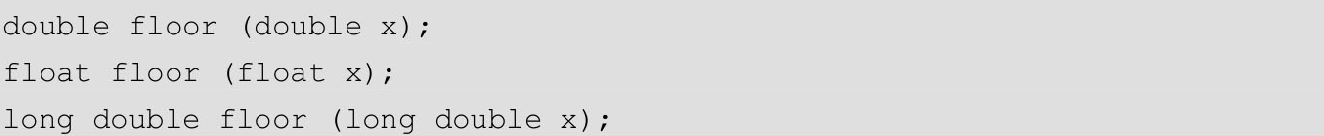 double floor (double x);
float floor (float x);
long double floor (long double x);